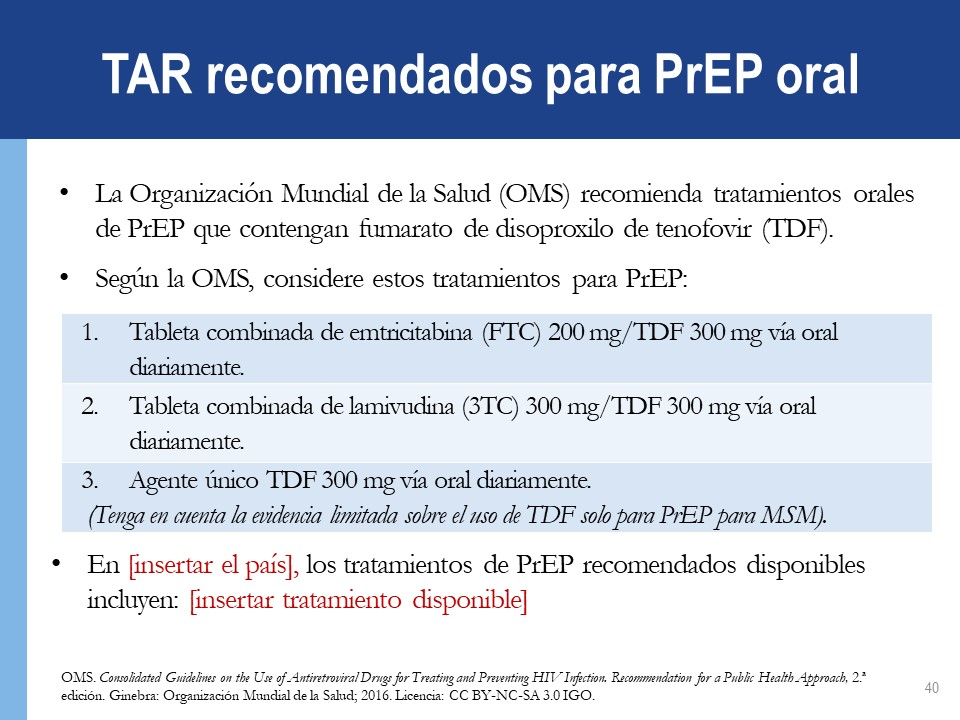 TAR recomendados para PrEP oral
• La Organización Mundial de la Salud (OMS) recomienda tratamientos orales
de PrEP que contengan fumarato de disoproxilo de tenofovir (TDF).
• Según la OMS, considere estos tratamientos para PrEP:
1. Tableta combinada de emtricitabina (FTC) 200 mg/TDF 300 mg vía oral
diariamente.
2. Tableta combinada de lamivudina (3TC) 300 mg/TDF 300 mg vía oral
diariamente.
3. Agente único TDF 300 mg vía oral diariamente.
(Tenga en cuenta la evidencia limitada sobre el uso de TDF solo para PrEP para MSM).
• En [insertar el país], los tratamientos de PrEP recomendados disponibles
incluyen: [insertar tratamiento disponible]
OMS. Consolidated Guidelines on the Use of Antiretroviral Drugs for Treating and Preventing HIV Infection. Recommendation for a Public Health Approach, 2.ª
edición. Ginebra: Organización Mundial de la Salud; 2016. Licencia: CC BY-NC-SA 3.0 IGO.
40